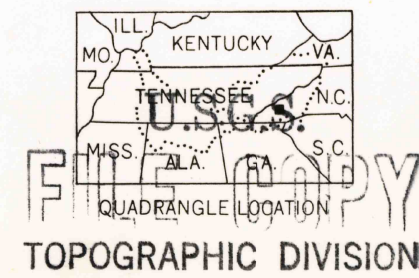 ILL.
KENTUCKY
MO.
VA.
TENNESSEE
N.C.
U.S.G.S.
MISS.
ALA.
GA.
S.C.
FILE COPY
QUADRANGLE LOCATION
TOPOGRAPHIC DIVISION